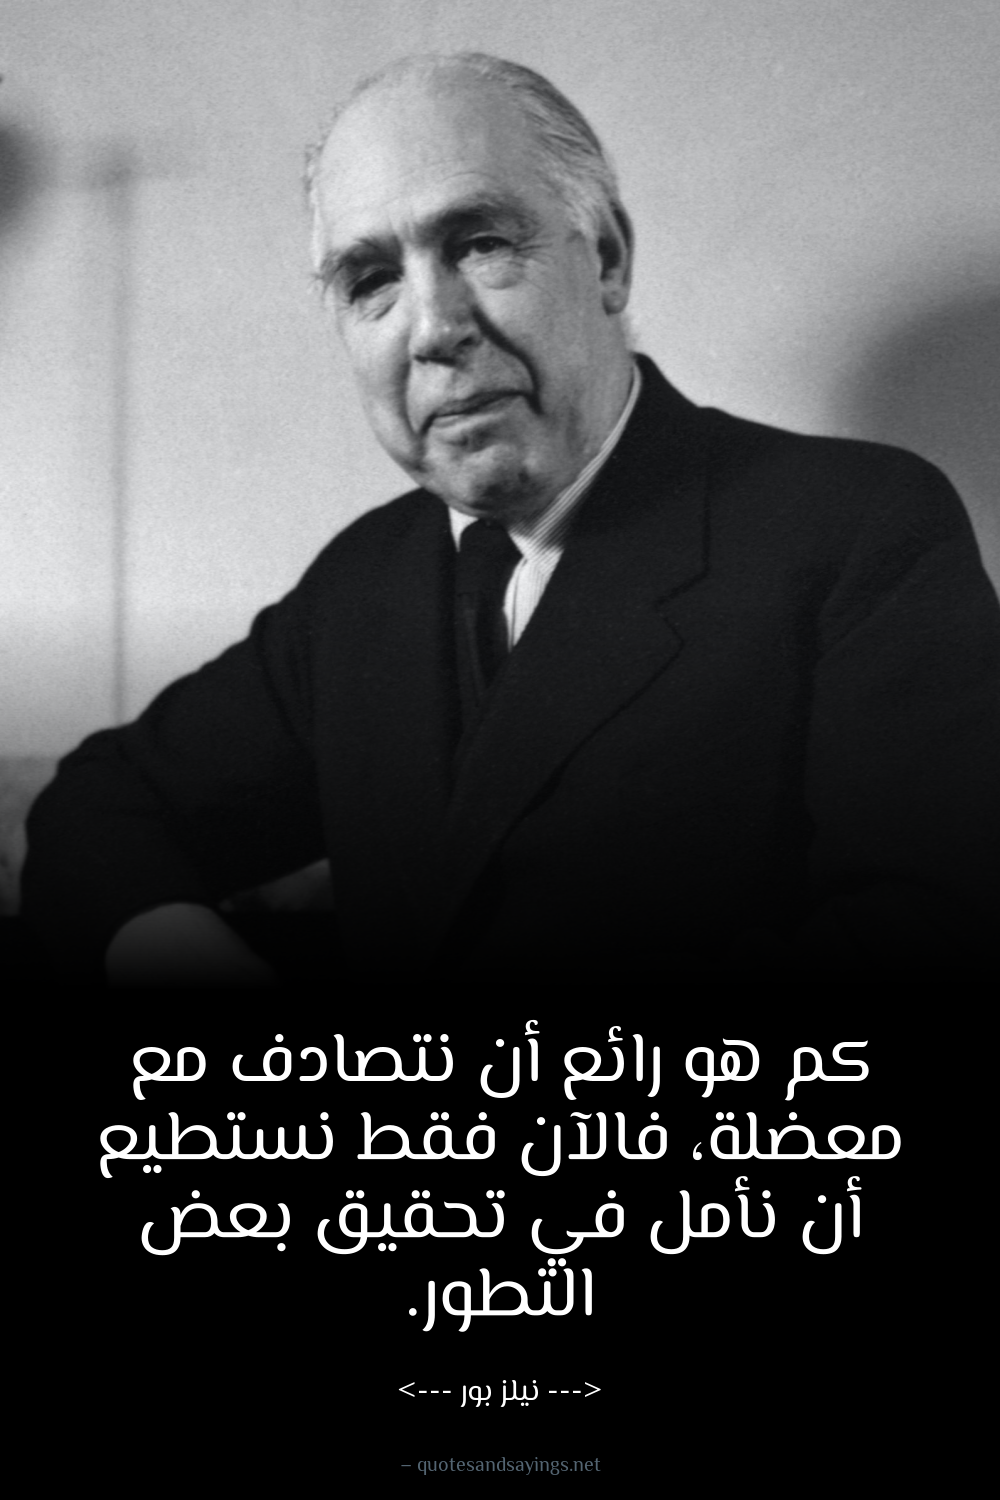 كم هو رائع أن نتصادف مع
معضلة، فالآن فقط نستطيع
أن نأمل في تحقيق بعض
التطور.
<--- نيلز بور --->
– quotesandsayings.net